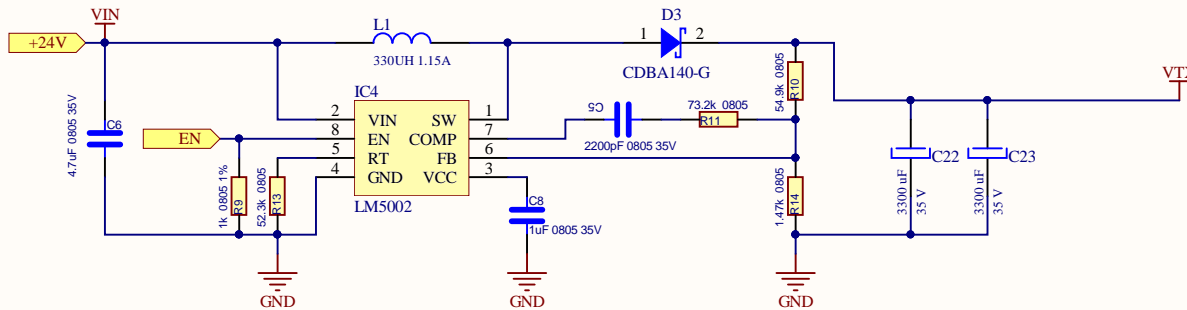 VIN
+24V
L1
330UH 1.15A
D3
1
2
CDBA140-G
54.9k 0805
R10
C6
4.7uF 0805 35V
EN
IC4
2
8
5
4
VIN
EN
RT
GND
SW
COMP
FB
VCC
1
7
6
3
LM5002
C5
2200pF 0805 35V
73.2k 0805
R11
1k 0805 1%
R9
52.3k 0805
R13
C8
1uF 0805 35V
1.47k 0805
R14
C22
3300 uF
35 V
C23
3300 uF
35 V
GND
GND
GND